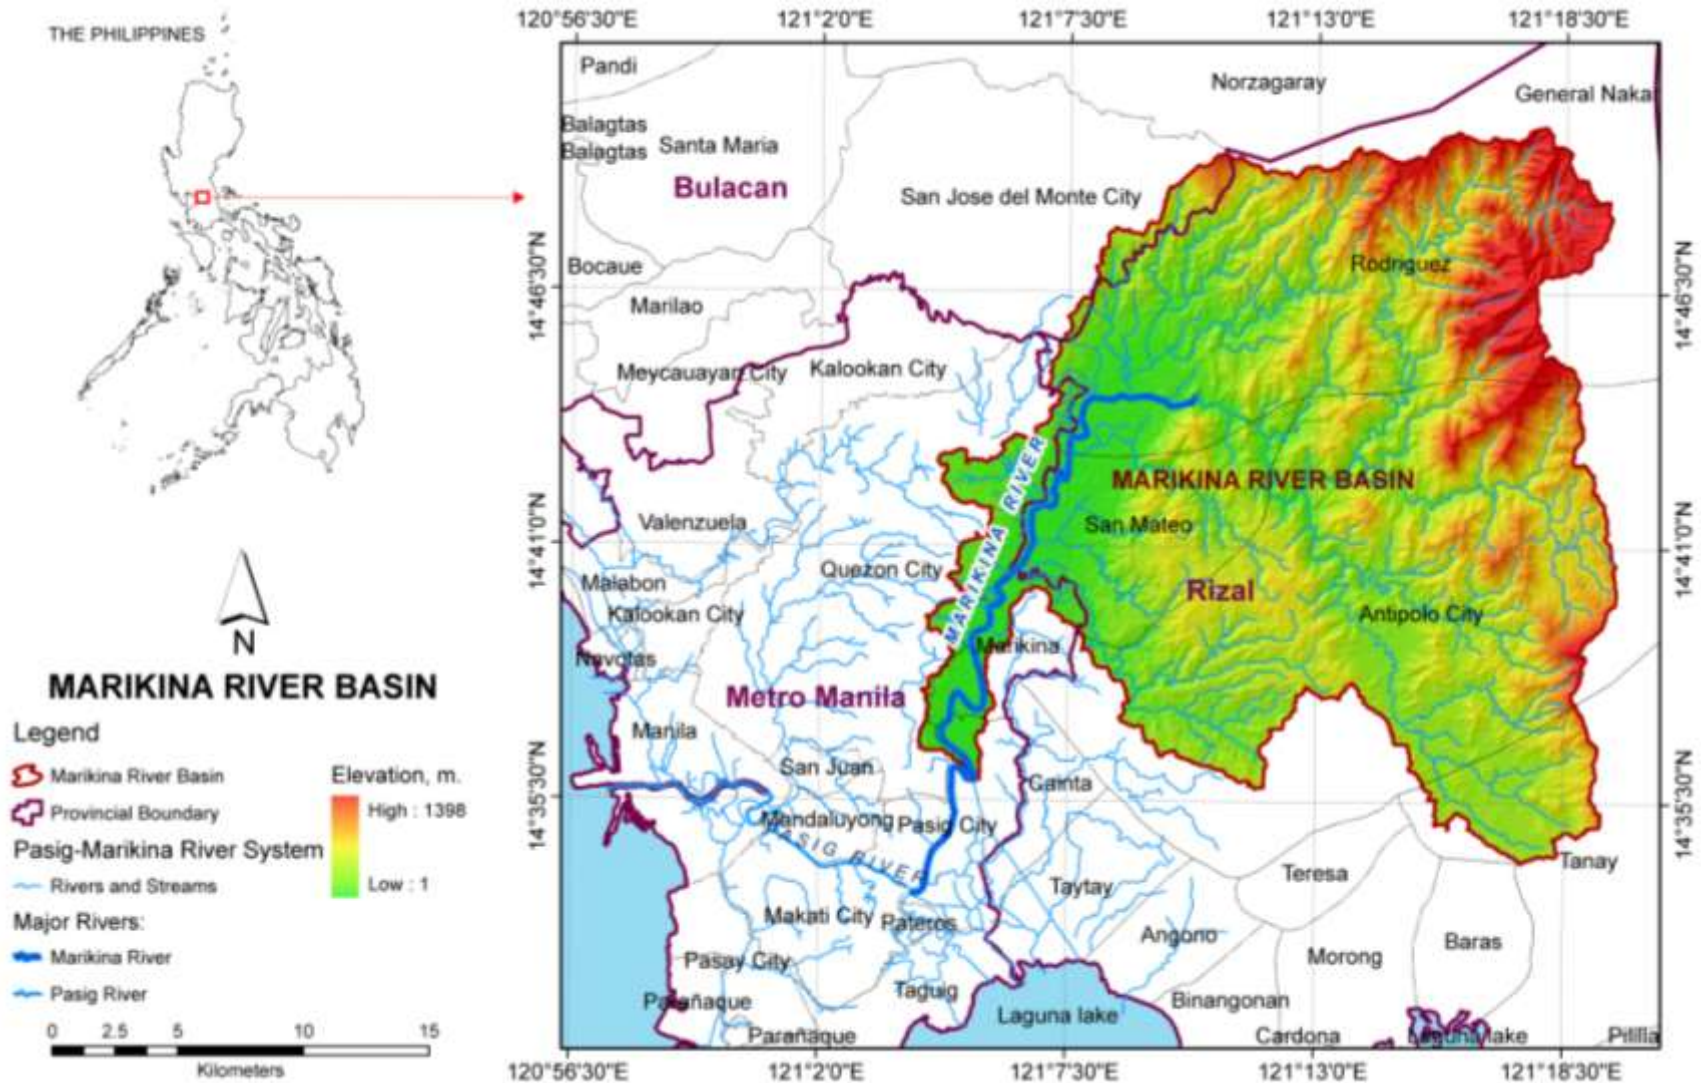 THE PHILIPPINES
N
MARIKINA RIVER BASIN
Legend
Marikina River Basin
Provincial Boundary
Pasig-Marikina River System
Rivers and Streams
Major Rivers:
Marikina River
Pasig River
Elevation, m.
High : 1398
Low : 1
0 2.5 5 10 15
Kilometers
120°56'30"E 121°2'0"E 121°7'30"E 121°13'0"E 121°18'30"E
Pandi
Norzagaray
General Naka
Balagtas
Balagtas
Santa Maria
Bulacan
San Jose del Monte City
Bocaue
Rodriguez
14°46'30"N
14°46'30"N
Marilao
Meycauayan City
Kalookan City
MARIKINA RIVER
MARIKINA RIVER BASIN
Valenzuela
San Mateo
14°41'0"N
14°41'0"N
Quezon City
Malabon
Rizal
Kalookan City
Antipolo City
Navotas
Marikina
Metro Manila
Manila
San Juan
Cainta
14°35'30"N
14°35'30"N
Mandaluyong
Pasig City
PASIG RIVER
Tanay
Teresa
Taytay
Makati City
Pateros
Angono
Baras
Morong
Pasay City
Taguig
Parañaque
Binangonan
Laguna lake
Parañaque
Cardona
Laguna lake
Pililla
120°56'30"E 121°2'0"E 121°7'30"E 121°13'0"E 121°18'30"E